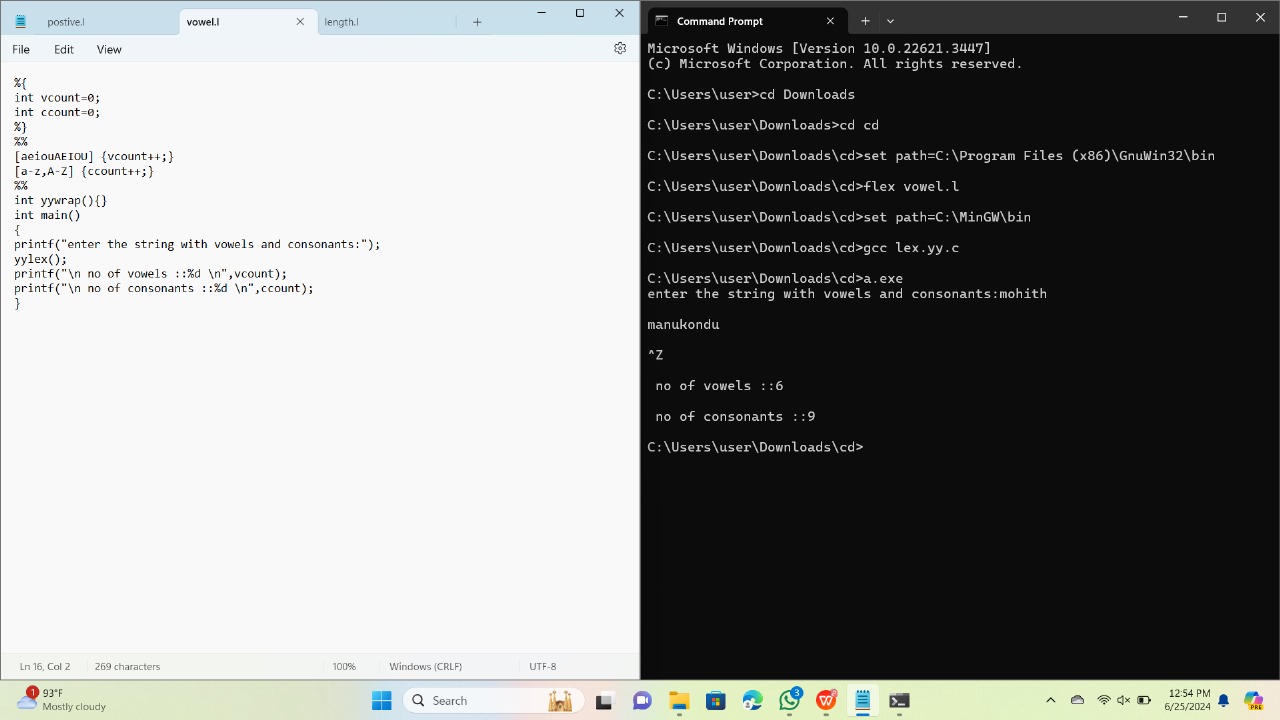 postive.l
vowel.l
length.l
File Edit View
%{
int vcount=0;
int ccount=0;
%}
%%
[aeiouAEIOU] {vcount++;}
[a-z,A-Z] {ccount++;}
%%
int yywrap(){}
int main()
{
printf("enter the string with vowels and consonants:");
yylex();
printf("\n no of vowels ::%d \n",vcount);
printf("\n no of consonants ::%d \n",ccount);
}
Ln 16, Col 2
269 characters
100%
Windows (CRLF)
UTF-8
Command Prompt
Microsoft Windows [Version 10.0.22621.3447]
(c) Microsoft Corporation. All rights reserved.
C:\Users\user>cd Downloads
C:\Users\user\Downloads>cd cd
C:\Users\user\Downloads\cd>set path=C:\Program Files (x86)\GnuWin32\bin
C:\Users\user\Downloads\cd>flex vowel.l
C:\Users\user\Downloads\cd>set path=C:\MinGW\bin
C:\Users\user\Downloads\cd>gcc lex.yy.c
C:\Users\user\Downloads\cd>a.exe
enter the string with vowels and consonants:mohith
manukondu
^Z
no of vowels ::6
no of consonants ::9
C:\Users\user\Downloads\cd>
1
93°F
Mostly cloudy
Search
3
12:54 PM
6/25/2024
PRE